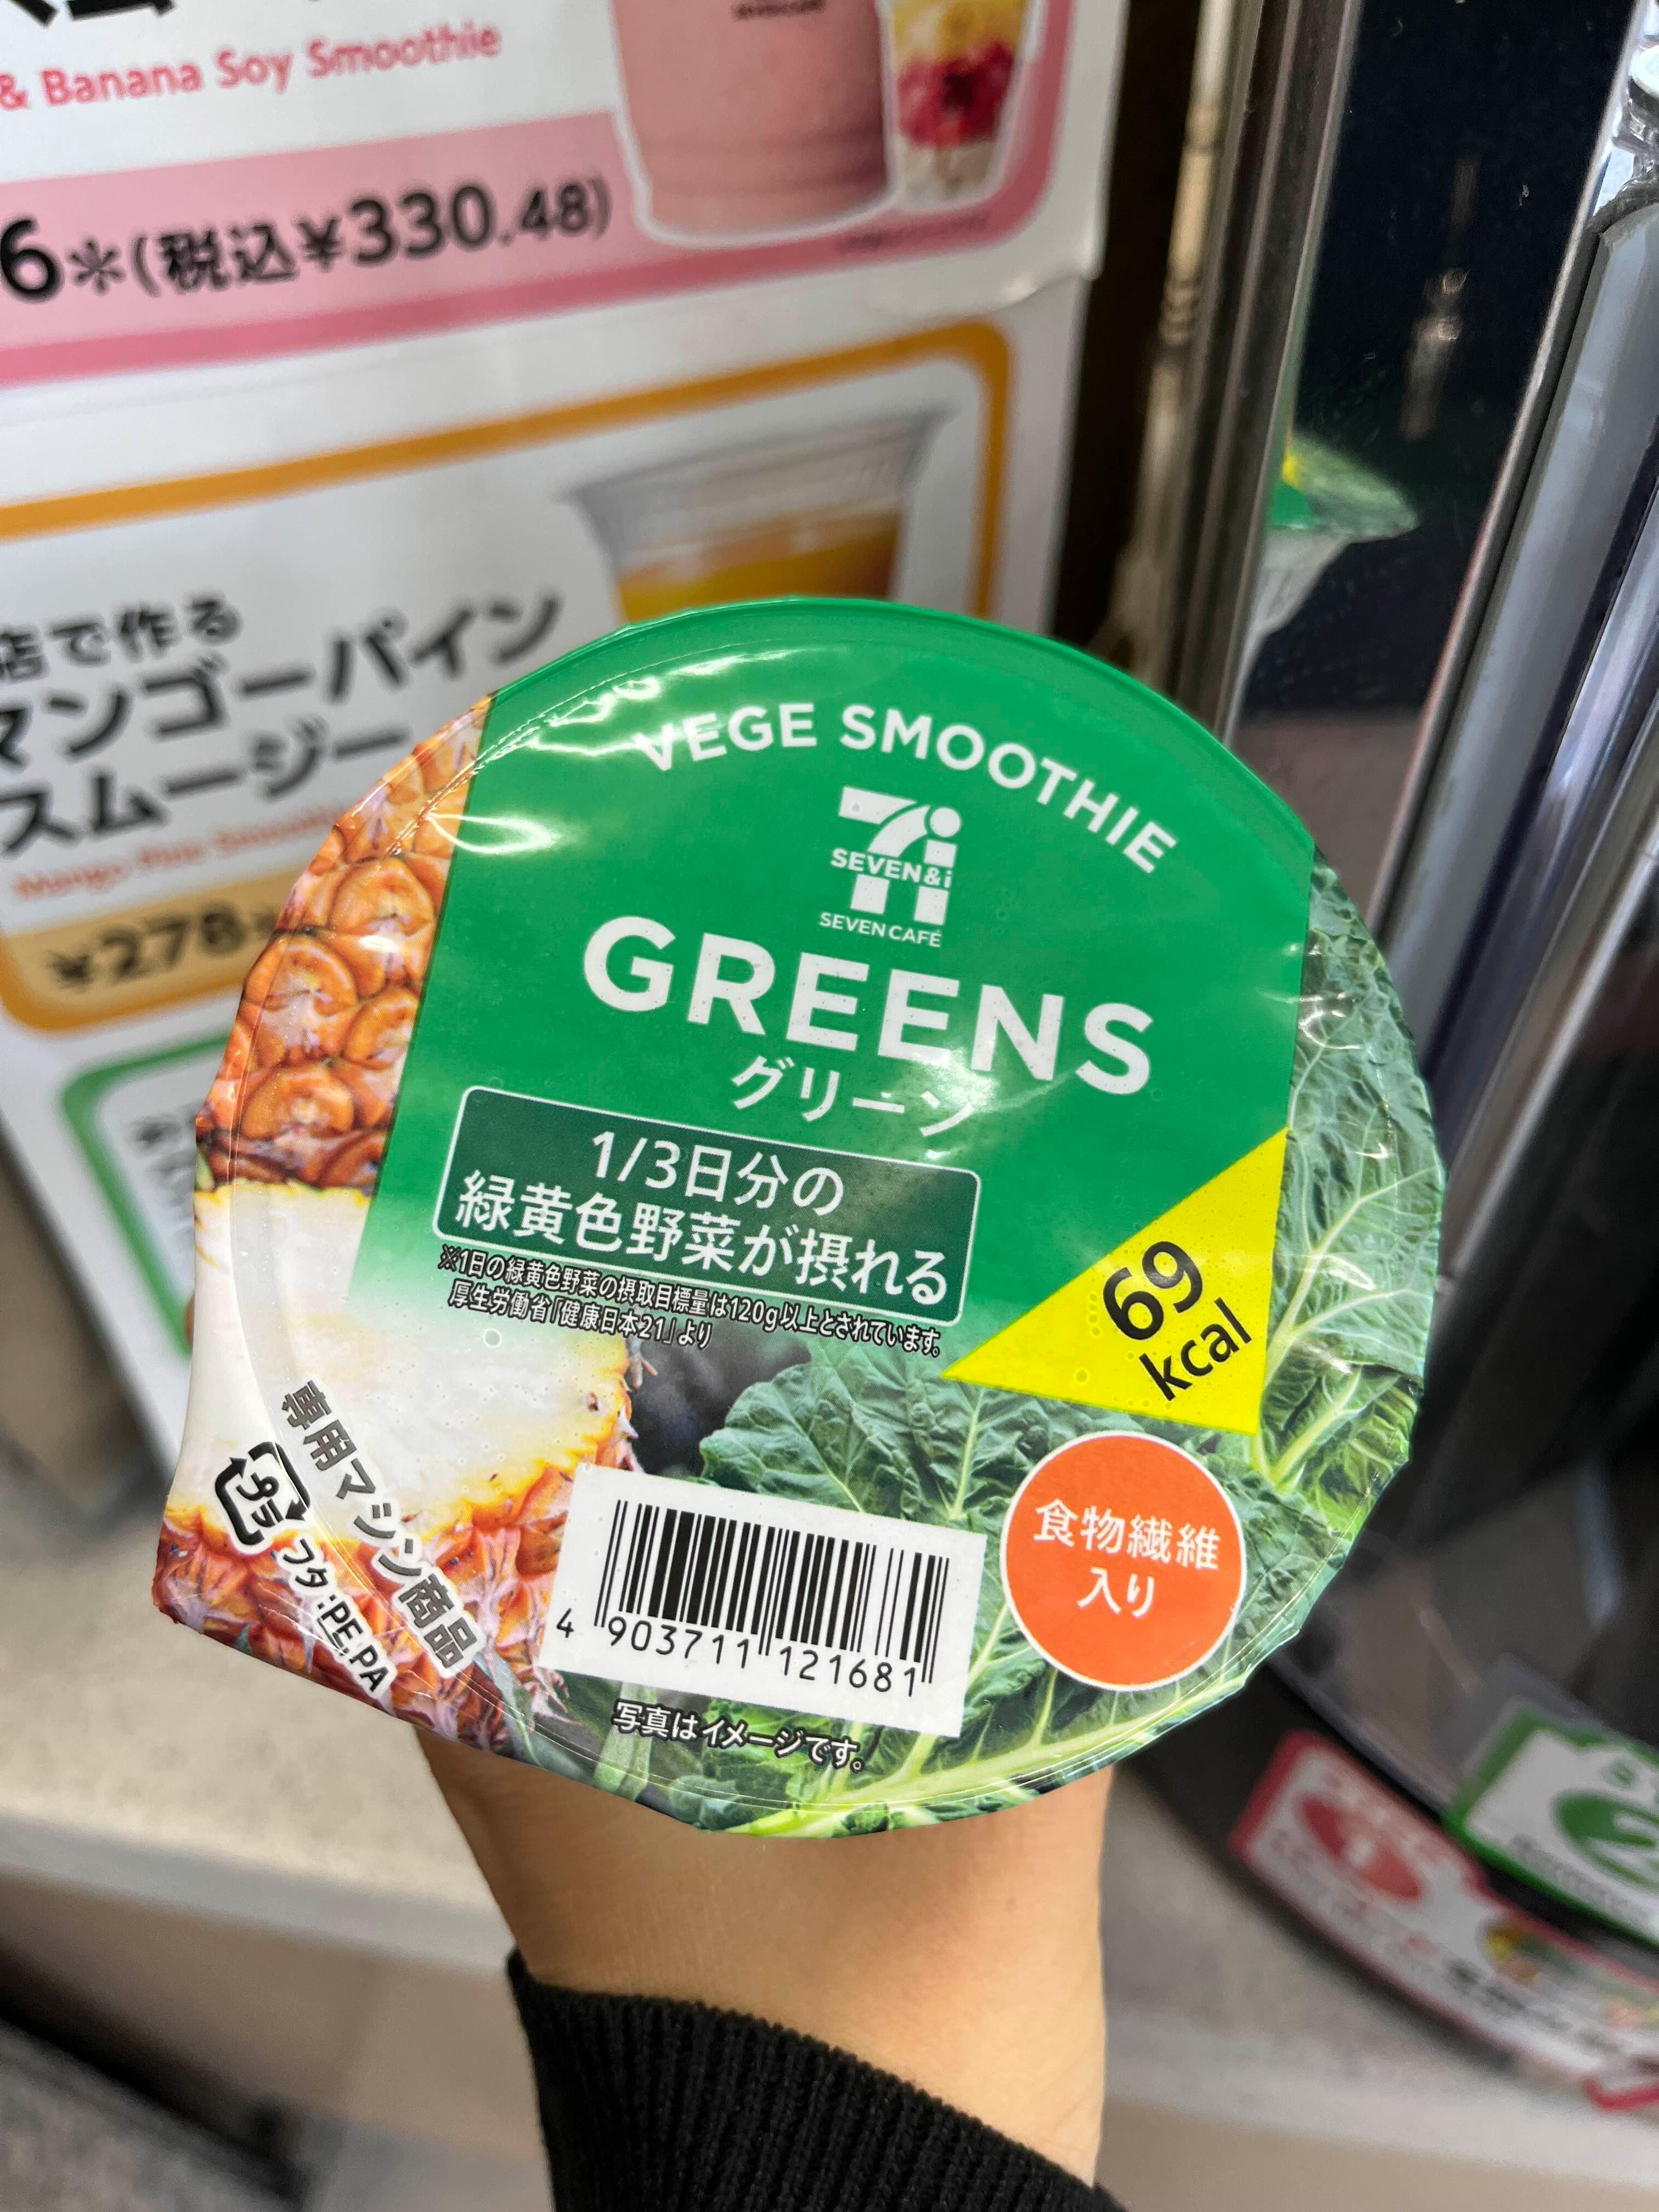 & Banana Soy Smoothie
6*(税込¥330.48)
店で作る
マンゴーパイン
スムージー
¥278
VEGE SMOOTHIE
SEVEN&i
SEVEN CAFÉ
GREENS
グリーン
1/3日分の
緑黄色野菜が摂れる
※1日の緑黄色野菜の摂取目標量は120g以上とされています。
厚生労働省「健康日本21」より
69
kcal
食物繊維
入り
専用マシン商品
プラ
フタ:PE,PA
4 903711 121681
写真はイメージです。